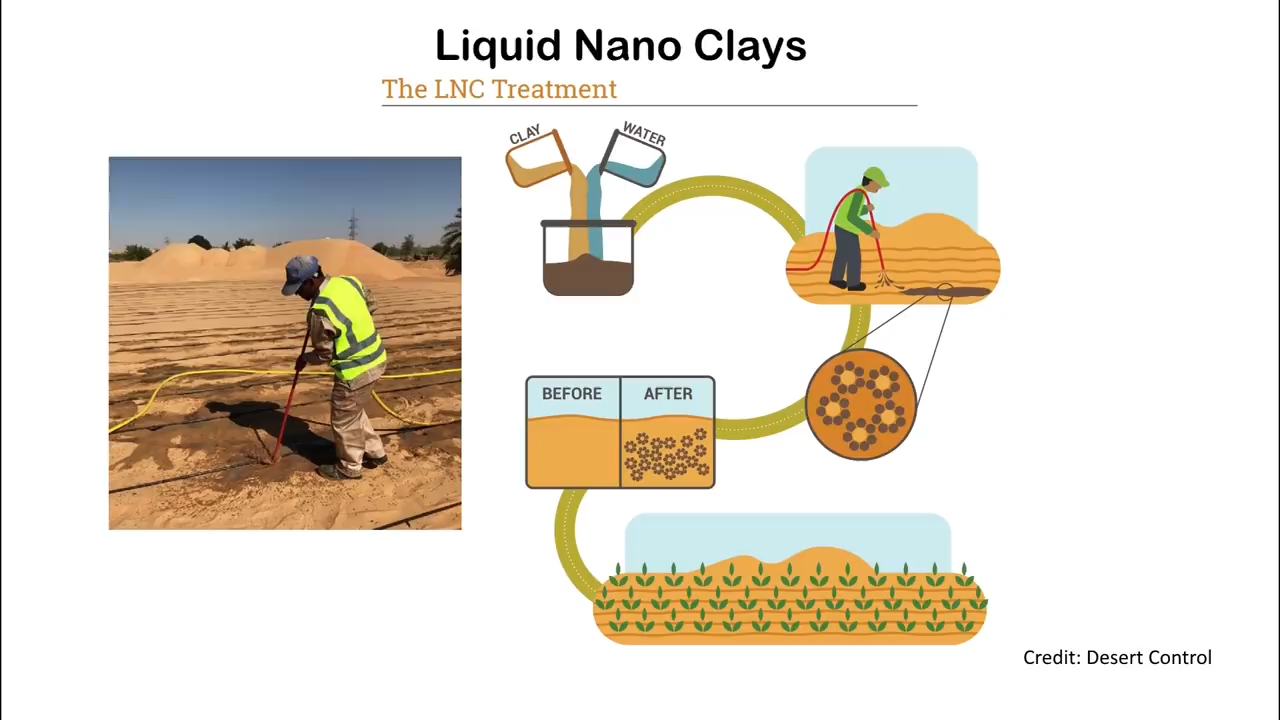 Liquid Nano Clays
The LNC Treatment
CLAY
WATER
BEFORE
AFTER
Credit: Desert Control